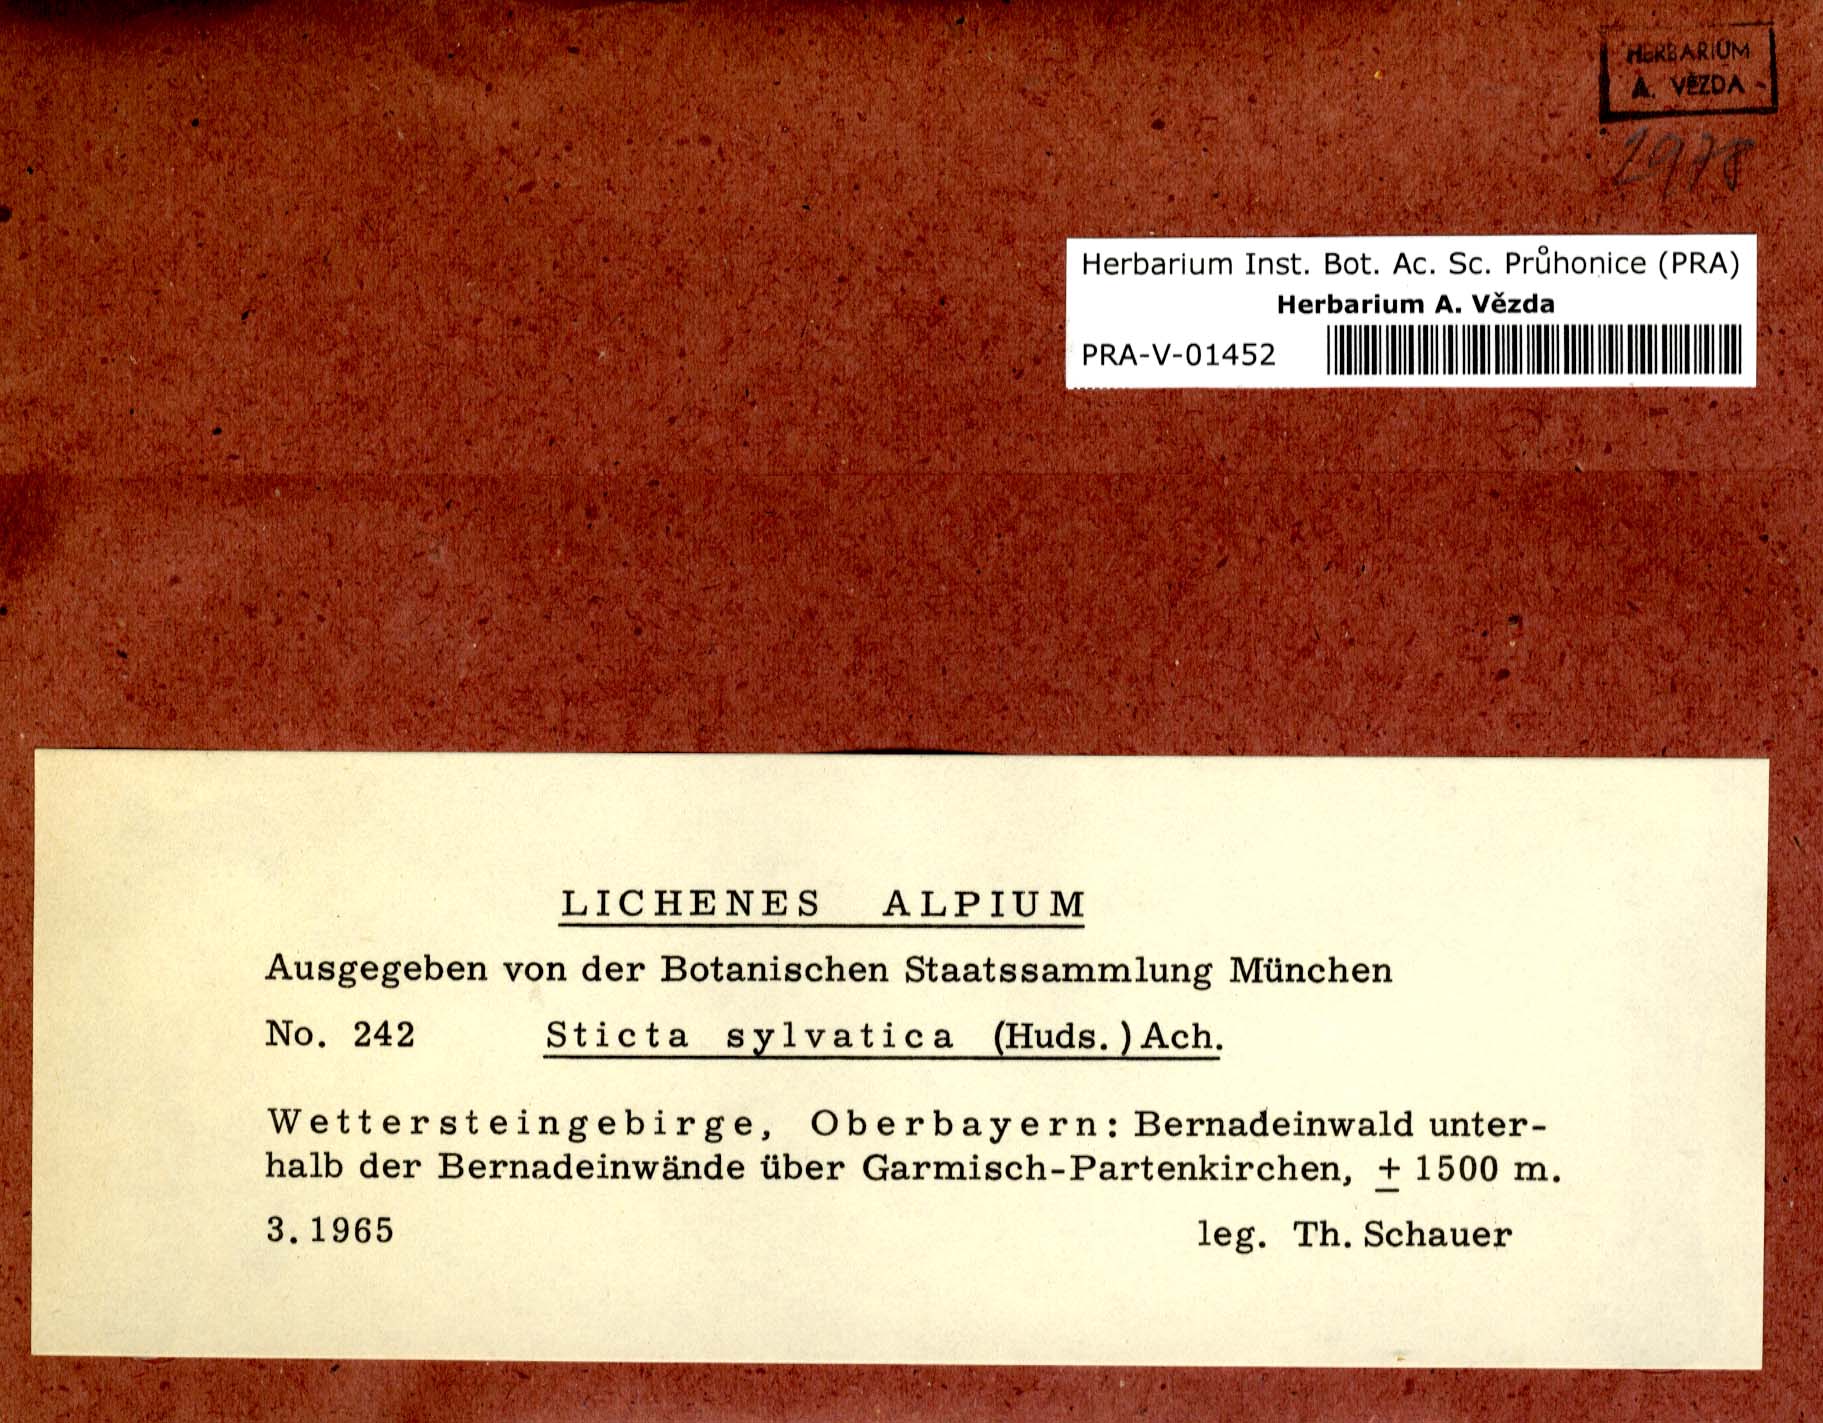 HERBARIUM
A. VĚZDA
1978
Herbarium Inst. Bot. Ac. Sc. Průhonice (PRA)
Herbarium A. Vězda
PRA-V-01452
LICHENES ALPIUM
Ausgegeben von der Botanischen Staatssammlung München
No. 242 Sticta sylvatica (Huds.) Ach.
Wettersteingebirge, Oberbayern: Bernadeinwald unter-
halb der Bernadeinwände über Garmisch-Partenkirchen, ± 1500 m.
3. 1965 leg. Th. Schauer